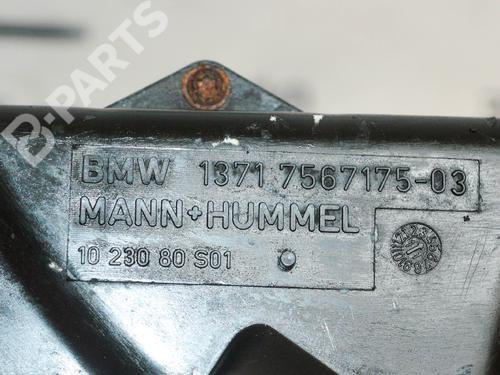 B-PARTS
BMW 1371 7567175-03
MANN+HUMMEL
10 230 80 S01